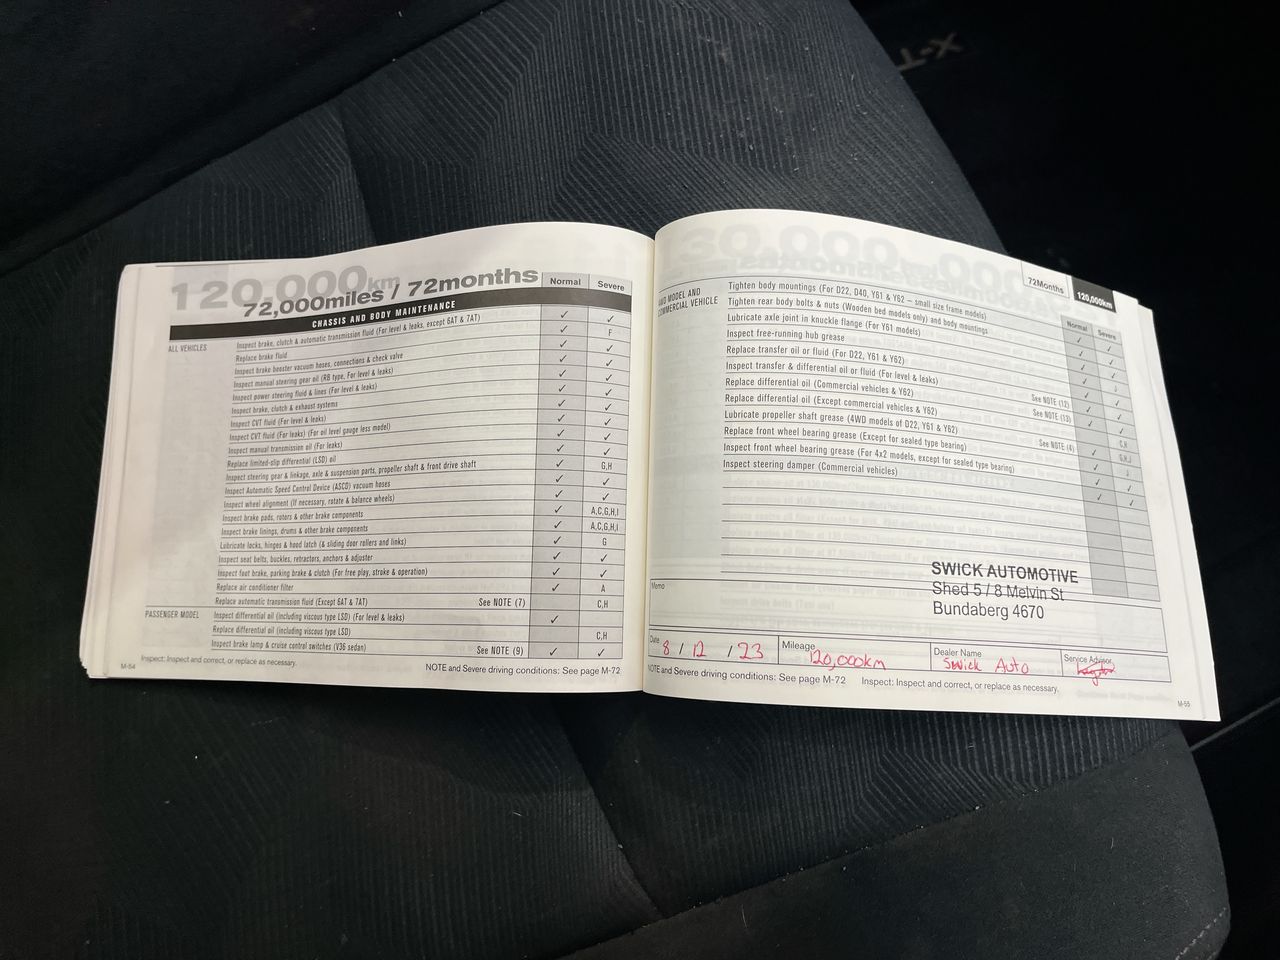 120,000km
72,000miles / 72months
Normal Severe
CHASSIS AND BODY MAINTENANCE
ALL VEHICLES
Inspect brake, clutch & automatic transmission fluid (For level & leaks, except 6AT & 7AT) ✓ ✓
Replace brake fluid ✓ F
Inspect brake booster vacuum hoses, connections & check valve ✓ ✓
Inspect manual steering gear oil (RB type, For level & leaks) ✓ ✓
Inspect power steering fluid & lines (For level & leaks) ✓ ✓
Inspect brake, clutch & exhaust systems ✓ ✓
Inspect CVT fluid (For level & leaks) ✓ ✓
Inspect CVT fluid (For leaks) (For oil level gauge less model) ✓ ✓
Inspect manual transmission oil (For leaks) ✓ ✓
Replace limited-slip differential (LSD) oil ✓ G,H
Inspect steering gear & linkage, axle & suspension parts, propeller shaft & front drive shaft ✓ ✓
Inspect Automatic Speed Control Device (ASCD) vacuum hoses ✓ ✓
Inspect wheel alignment (If necessary, rotate & balance wheels) ✓ ✓
Inspect brake pads, rotors & other brake components ✓ A,C,G,H,I
Inspect brake linings, drums & other brake components ✓ A,C,G,H,I
Lubricate locks, hinges & hood latch (& sliding door rollers and links) ✓ G
Inspect seat belts, buckles, retractors, anchors & adjuster ✓ ✓
Inspect foot brake, parking brake & clutch (For free play, stroke & operation) ✓ ✓
Replace air conditioner filter ✓ A
Replace automatic transmission fluid (Except 6AT & 7AT) See NOTE (7) C,H
PASSENGER MODEL
Inspect differential oil (including viscous type LSD) (For level & leaks) ✓
Replace differential oil (including viscous type LSD) C,H
Inspect brake lamp & cruise control switches (V36 sedan) See NOTE (9) ✓ ✓
M-54
Inspect: Inspect and correct, or replace as necessary.
NOTE and Severe driving conditions: See page M-72
72Months 120,000km
Normal Severe
4WD MODEL AND
COMMERCIAL VEHICLE
Tighten body mountings (For D22, D40, Y61 & Y62 – small size frame models)
Tighten rear body bolts & nuts (Wooden bed models only) and body mountings
Lubricate axle joint in knuckle flange (For Y61 models)
Inspect free-running hub grease
Replace transfer oil or fluid (For D22, Y61 & Y62)
Inspect transfer & differential oil or fluid (For level & leaks)
Replace differential oil (Commercial vehicles & Y62) See NOTE (12)
Replace differential oil (Except commercial vehicles & Y62) See NOTE (13)
Lubricate propeller shaft grease (4WD models of D22, Y61 & Y62)
Replace front wheel bearing grease (Except for sealed type bearing) See NOTE (4)
Inspect front wheel bearing grease (For 4x2 models, except for sealed type bearing)
Inspect steering damper (Commercial vehicles)
SWICK AUTOMOTIVE
Shed 5 / 8 Melvin St
Bundaberg 4670
Memo
Date 8 / 12 / 23
Mileage 120,000km
Dealer Name Swick Auto
Service Advisor
NOTE and Severe driving conditions: See page M-72
Inspect: Inspect and correct, or replace as necessary.
M-55
X-T